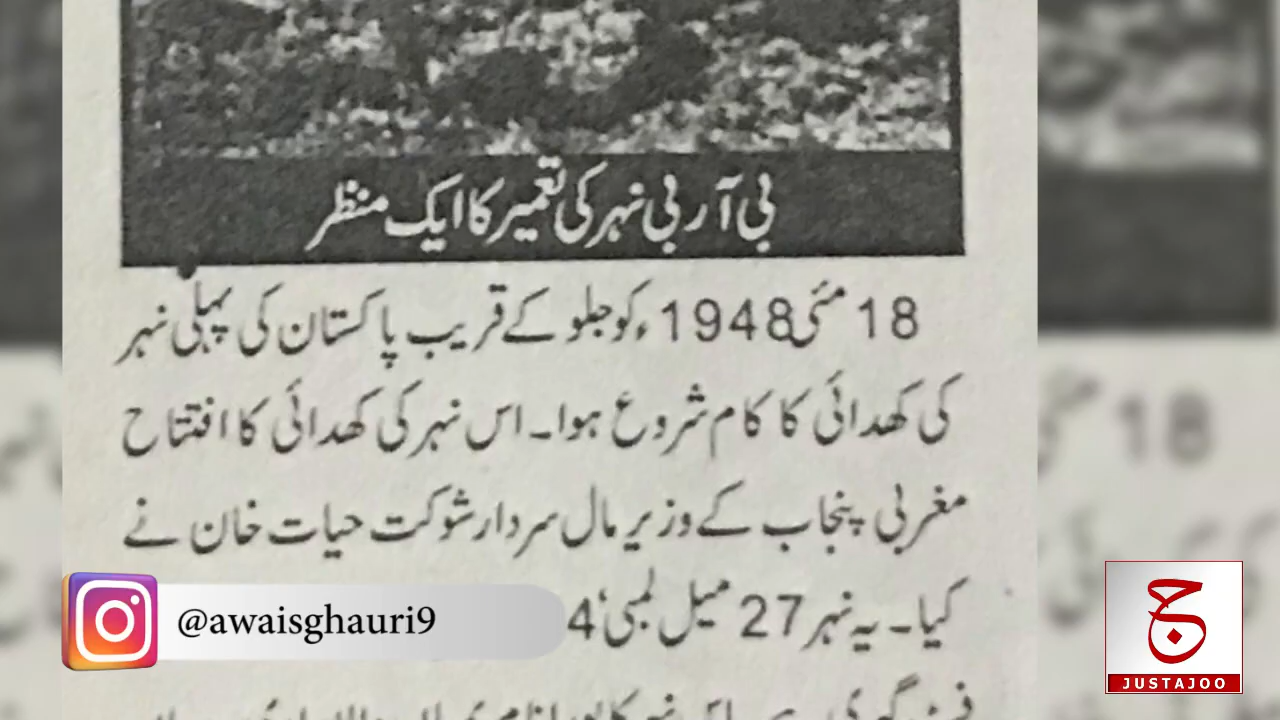 بی آر بی نہر کی تعمیر کا ایک منظر
18 مئی 1948ء کو جلو کے قریب پاکستان کی پہلی نہر
کی کھدائی کا کام شروع ہوا۔ اس نہر کی کھدائی کا افتتاح
مغربی پنجاب کے وزیر مال سردار شوکت حیات خان نے
کیا۔ یہ نہر 27 میل لمبی‘ 4
@awaisghauri9
18
ج
JUSTAJOO